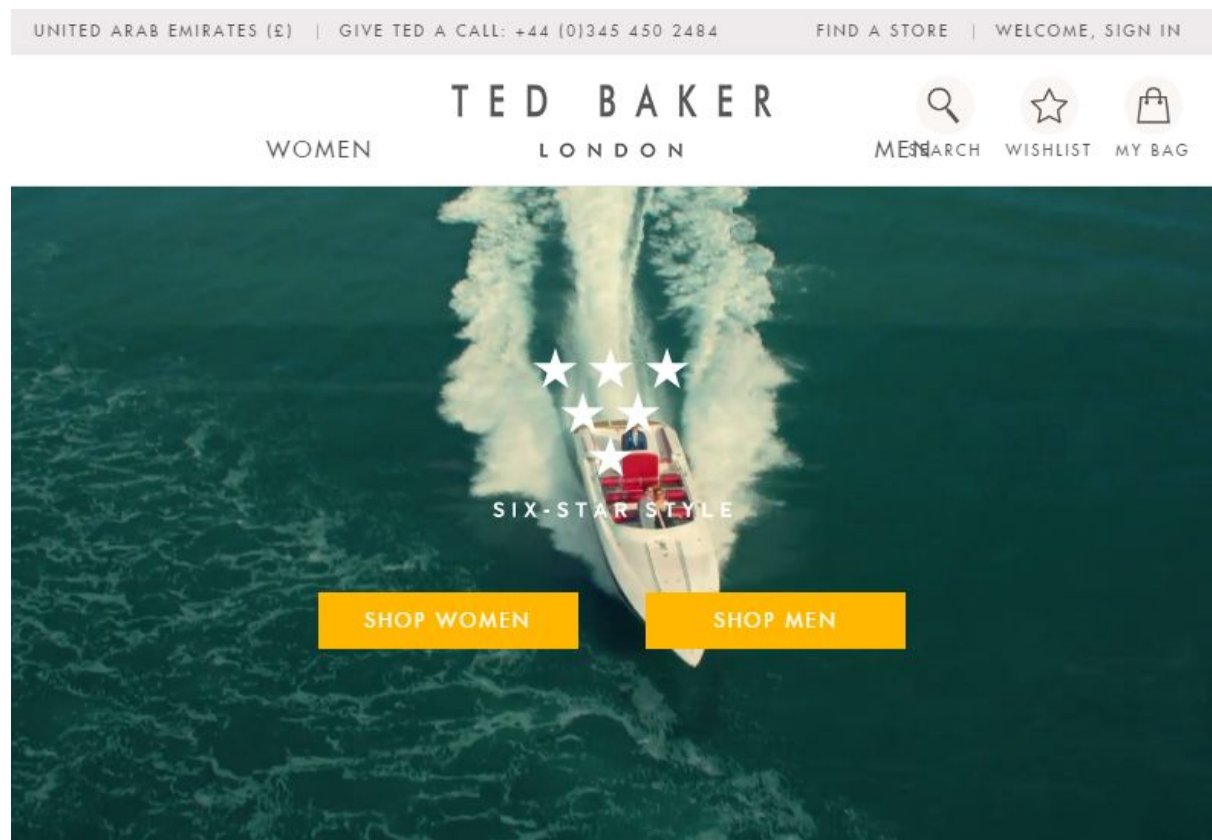 UNITED ARAB EMIRATES (£) | GIVE TED A CALL: +44 (0)345 450 2484 FIND A STORE | WELCOME, SIGN IN
TED BAKER
LONDON
WOMEN
MEN
SEARCH
WISHLIST
MY BAG
SIX-STAR STYLE
SHOP WOMEN
SHOP MEN